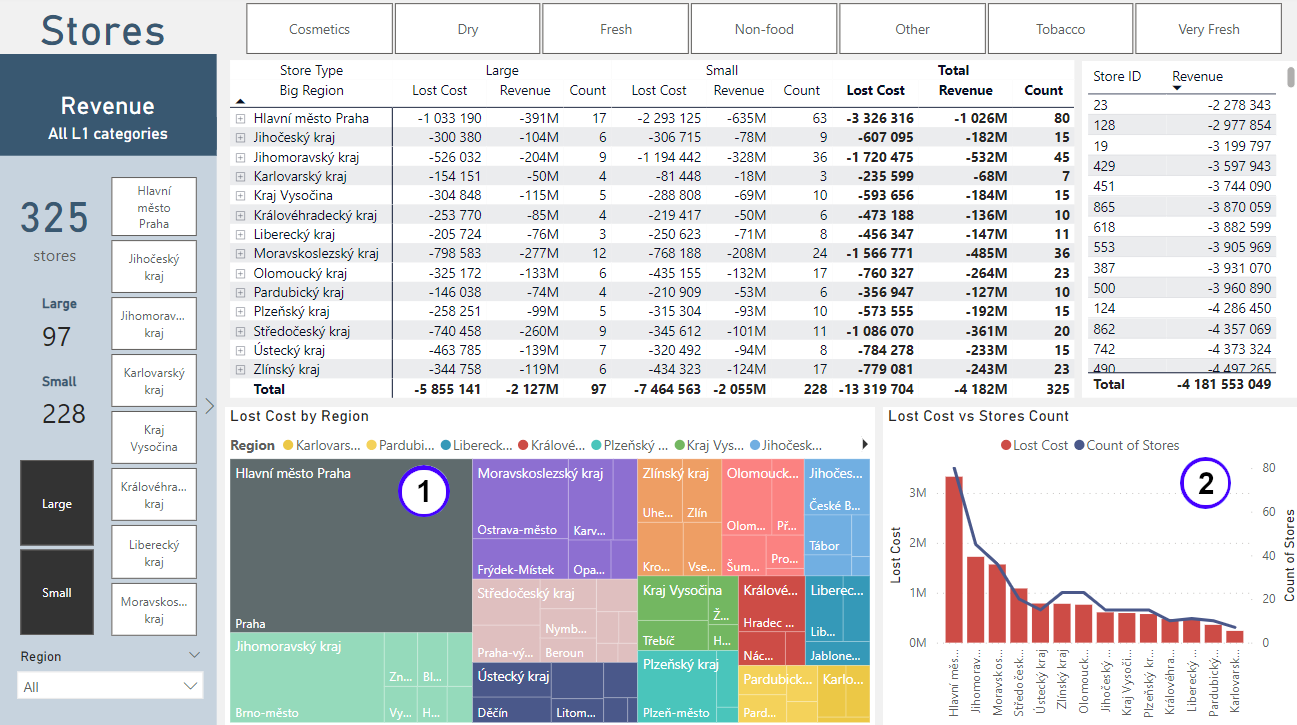 Stores
Cosmetics
Dry
Fresh
Non-food
Other
Tobacco
Very Fresh
Revenue
All L1 categories
325
stores
Large
97
Small
228
Hlavní
město
Praha
Jihočeský
kraj
Jihomorav...
kraj
Karlovarský
kraj
Kraj
Vysočina
Královéhra...
kraj
Liberecký
kraj
Moravskos...
kraj
Large
Small
Region
All
Store Type Large Small Total
Big Region Lost Cost Revenue Count Lost Cost Revenue Count Lost Cost Revenue Count
Hlavní město Praha -1 033 190 -391M 17 -2 293 125 -635M 63 -3 326 316 -1 026M 80
Jihočeský kraj -300 380 -104M 6 -306 715 -78M 9 -607 095 -182M 15
Jihomoravský kraj -526 032 -204M 9 -1 194 442 -328M 36 -1 720 475 -532M 45
Karlovarský kraj -154 151 -50M 4 -81 448 -18M 3 -235 599 -68M 7
Kraj Vysočina -304 848 -115M 5 -288 808 -69M 10 -593 656 -184M 15
Královéhradecký kraj -253 770 -85M 4 -219 417 -50M 6 -473 188 -136M 10
Liberecký kraj -205 724 -76M 3 -250 623 -71M 8 -456 347 -147M 11
Moravskoslezský kraj -798 583 -277M 12 -768 188 -208M 24 -1 566 771 -485M 36
Olomoucký kraj -325 172 -133M 6 -435 155 -132M 17 -760 327 -264M 23
Pardubický kraj -146 038 -74M 4 -210 909 -53M 6 -356 947 -127M 10
Plzeňský kraj -258 251 -99M 5 -315 304 -93M 10 -573 555 -192M 15
Středočeský kraj -740 458 -260M 9 -345 612 -101M 11 -1 086 070 -361M 20
Ústecký kraj -463 785 -139M 7 -320 492 -94M 8 -784 278 -233M 15
Zlínský kraj -344 758 -119M 6 -434 323 -124M 17 -779 081 -243M 23
Total -5 855 141 -2 127M 97 -7 464 563 -2 055M 228 -13 319 704 -4 182M 325
Store ID Revenue
23 -2 278 343
128 -2 977 854
19 -3 199 797
429 -3 597 943
451 -3 744 090
865 -3 870 059
618 -3 882 599
553 -3 905 969
387 -3 931 070
500 -3 960 890
124 -4 286 450
862 -4 357 069
742 -4 373 324
490 -4 497 265
Total -4 181 553 049
Lost Cost by Region
Region Karlovars... Pardubi... Libereck... Králové... Plzeňský ... Kraj Vys... Jihočesk...
Hlavní město Praha
1
Praha
Jihomoravský kraj
Zn...
Bl...
Brno-město
Vy...
H...
Moravskoslezský kraj
Ostrava-město
Karv...
Frýdek-Místek
Opa...
Středočeský kraj
Nymb...
Praha-vý...
Beroun
Ústecký kraj
Děčín
Litom...
Zlínský kraj
Uhe...
Zlín
Kro...
Vse...
Olomouck...
Olom...
Př...
Šum...
Pro...
Jihočes...
České B...
Tábor
Kraj Vysočina
Ž...
Třebíč
H...
Králové...
Hradec ...
Nác...
Liberec...
Lib...
Jablone...
Plzeňský kraj
Plzeň-město
Pardubick...
Pard...
Karlo...
Lost Cost vs Stores Count
Lost Cost Count of Stores
2
Lost Cost
3M
2M
1M
0M
80
60
40
20
0
Count of Stores
Hlavní měs...
Jihomorav...
Moravskos...
Středočesk...
Ústecký kraj
Zlínský kraj
Olomouck...
Jihočeský ...
Kraj Vysoči...
Plzeňský kr...
Královéhra...
Liberecký ...
Pardubický...
Karlovarsk...